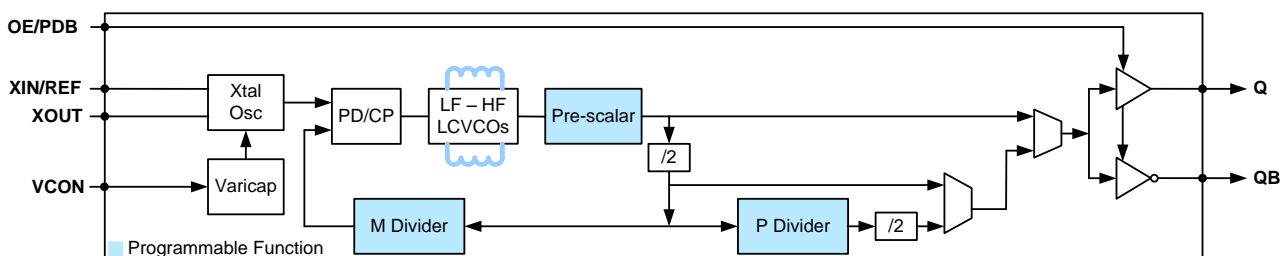 OE/PDB
XIN/REF
XOUT
VCON
Xtal
Osc
Varicap
PD/CP
LF – HF
LCVCOs
Pre-scalar
/2
M Divider
P Divider
/2
Q
QB
Programmable Function